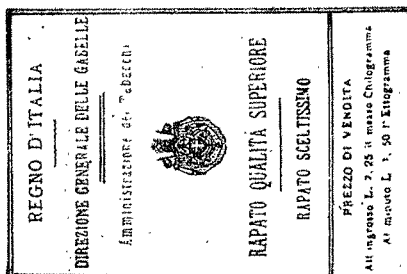 REGNO D'ITALIA
DIREZIONE GENERALE DELLE GABELLE
Amministrazione dei Tabacchi
RAPATO QUALITÀ SUPERIORE
RAPATO SCELTISSIMO
PREZZO DI VENDITA
All'ingrosso L. 7, 25 il mezzo Chilogramma
Al minuto L. 1, 50 l'Ettogramma